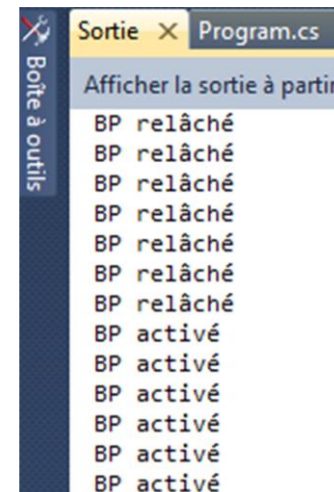 Sortie Program.cs
Boîte à outils
Afficher la sortie à partir
BP relâché
BP relâché
BP relâché
BP relâché
BP relâché
BP relâché
BP relâché
BP activé
BP activé
BP activé
BP activé
BP activé
BP activé